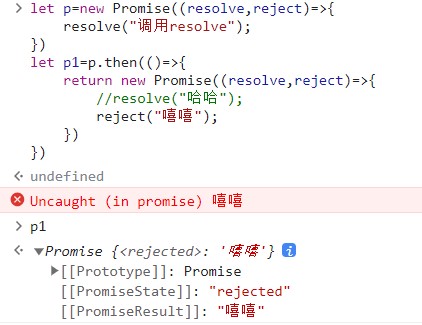 let p=new Promise((resolve,reject)=>{
resolve("调用resolve");
})
let p1=p.then(()=>{
return new Promise((resolve,reject)=>{
//resolve("哈哈");
reject("嘻嘻");
})
})
undefined
Uncaught (in promise) 嘻嘻
p1
Promise {<rejected>: '嘻嘻'} i
[[Prototype]]: Promise
[[PromiseState]]: "rejected"
[[PromiseResult]]: "嘻嘻"